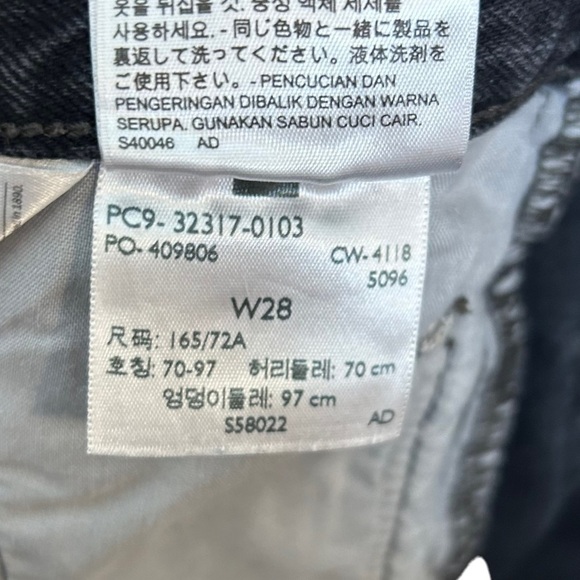 옷을 뒤집을 것. 중성 액체 세제를
사용하세요. - 同じ色物と一緒に製品を
裏返して洗ってください。液体洗剤を
ご使用下さい。- PENCUCIAN DAN
PENGERINGAN DIBALIK DENGAN WARNA
SERUPA. GUNAKAN SABUN CUCI CAIR.
S40046 AD
PC9- 32317-0103
PO- 409806 CW- 4118
5096
W28
尺码: 165/72A
호칭: 70-97 허리둘레: 70 cm
엉덩이둘레: 97 cm
S58022 AD
1890.